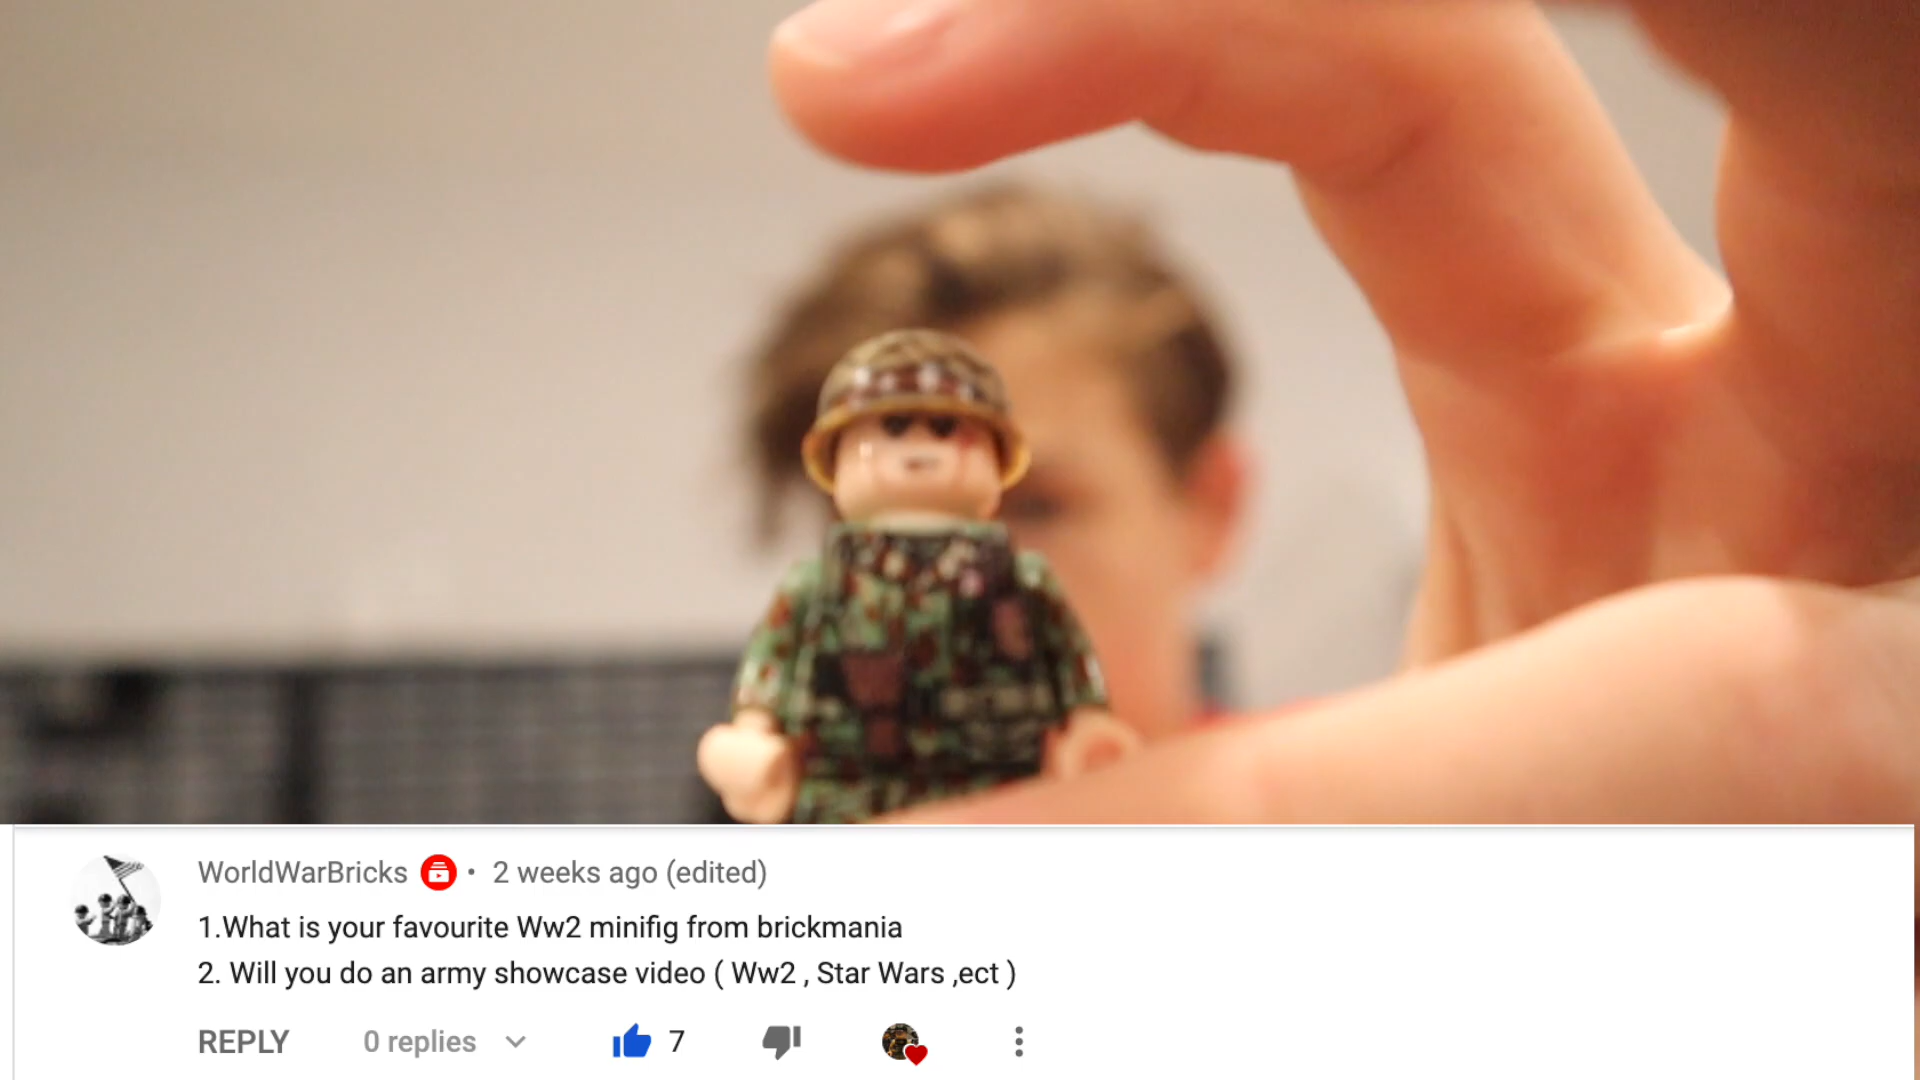 WorldWarBricks • 2 weeks ago (edited)
1.What is your favourite Ww2 minifig from brickmania
2. Will you do an army showcase video ( Ww2 , Star Wars ,ect )
REPLY 0 replies 7